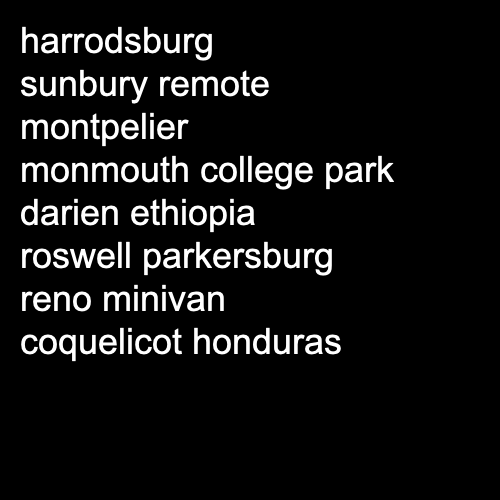 harrodsburg
sunbury remote
montpelier
monmouth college park
darien ethiopia
roswell parkersburg
reno minivan
coquelicot honduras